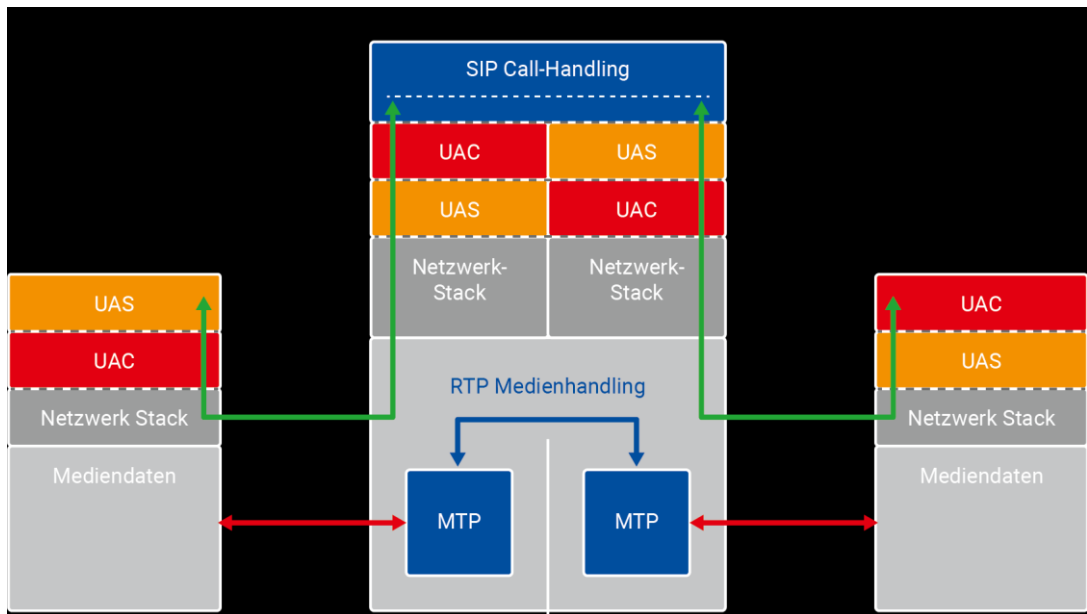 SIP Call-Handling
UAC
UAS
UAS
UAC
Netzwerk-
Stack
Netzwerk-
Stack
UAS
UAC
Netzwerk Stack
Mediendaten
RTP Medienhandling
MTP
MTP
UAC
UAS
Netzwerk Stack
Mediendaten